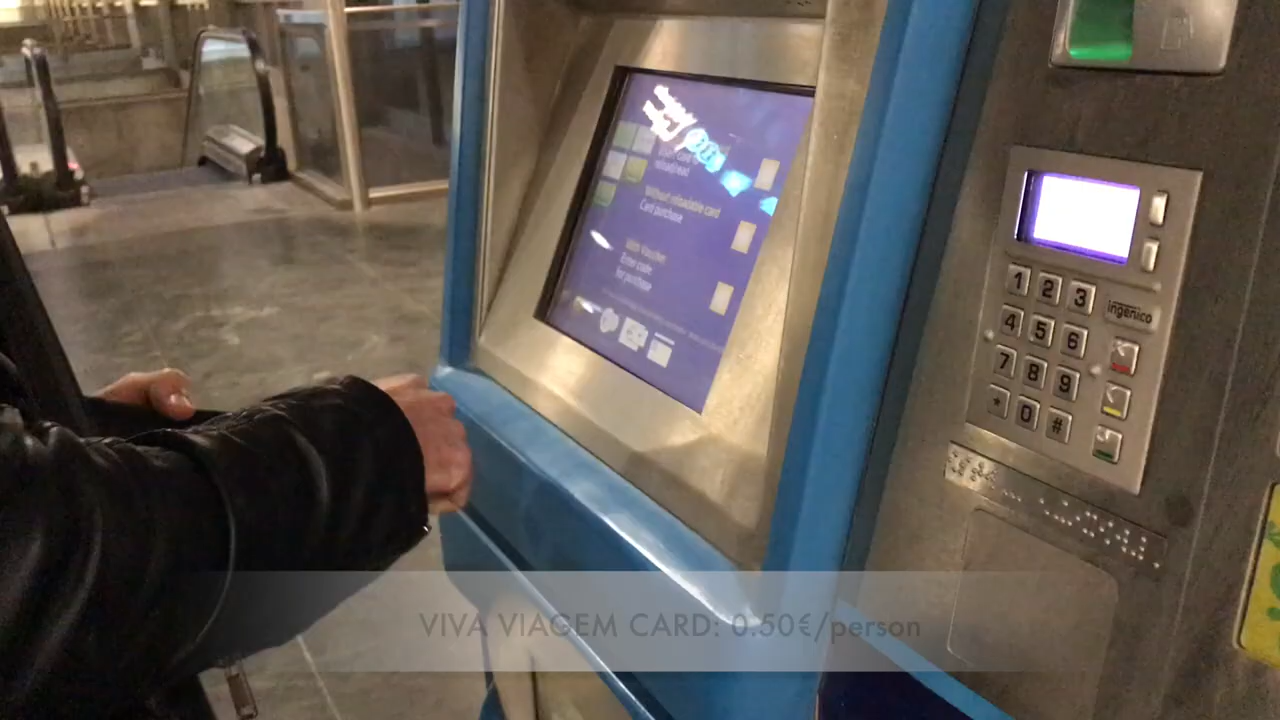 Without reloadable card
Card purchase
With Voucher
Enter code
for purchase
1 2 3
4 5 6
7 8 9
* 0 #
ingenico
VIVA VIAGEM CARD: 0.50€/person